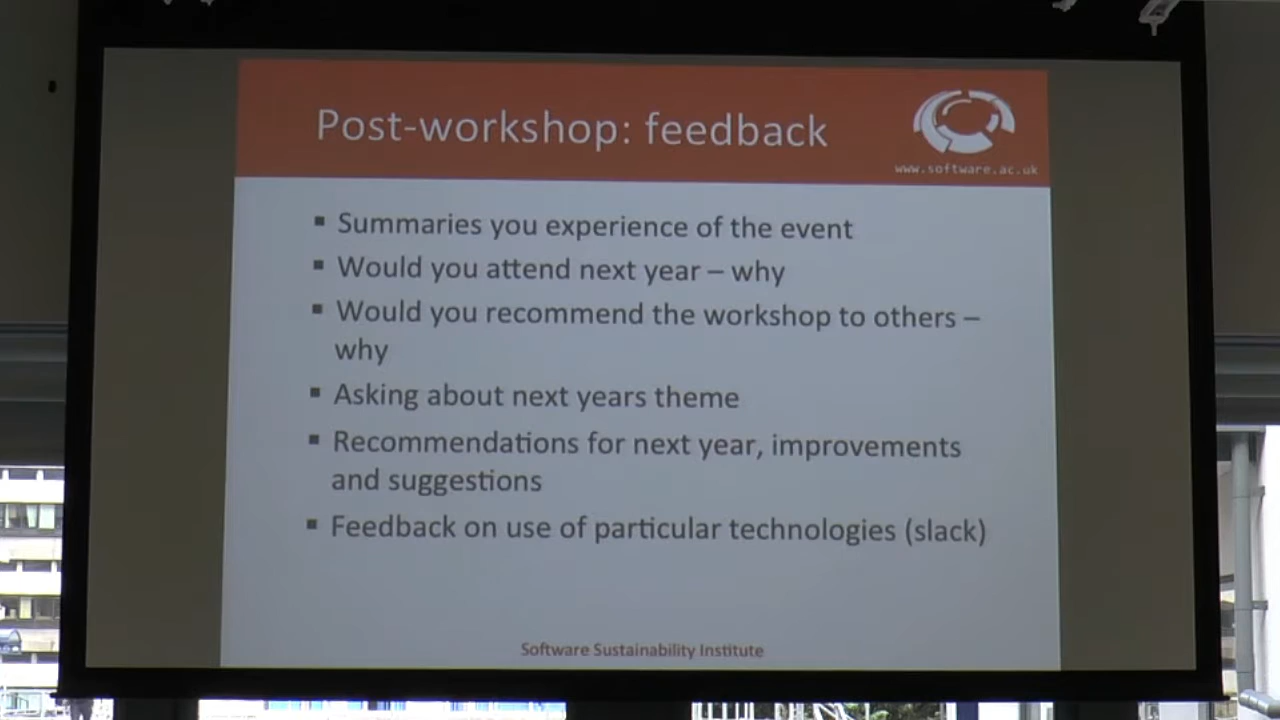 Post-workshop: feedback
www.software.ac.uk
▪ Summaries you experience of the event
▪ Would you attend next year – why
▪ Would you recommend the workshop to others –
why
▪ Asking about next years theme
▪ Recommendations for next year, improvements
and suggestions
▪ Feedback on use of particular technologies (slack)
Software Sustainability Institute